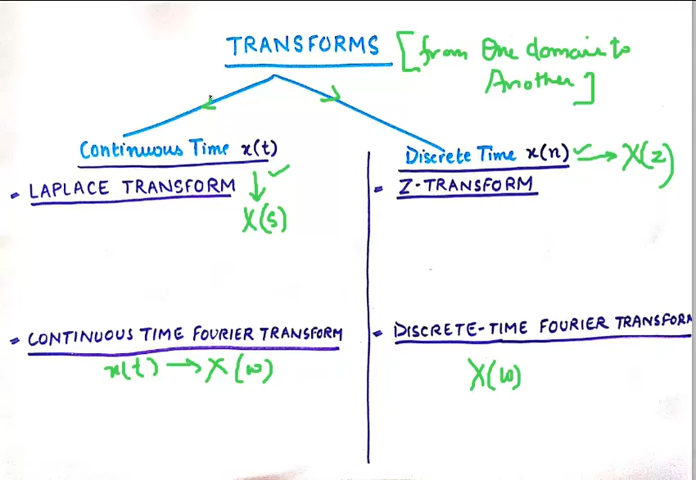 TRANSFORMS [from One domain to
Another]
Continuous Time x(t)
- LAPLACE TRANSFORM ↓ ✓
X(s)
- CONTINUOUS TIME FOURIER TRANSFORM
x(t) → X(ω)
Discrete Time x(n) ✓→ X(z)
- Z-TRANSFORM
- DISCRETE-TIME FOURIER TRANSFORM
X(ω)